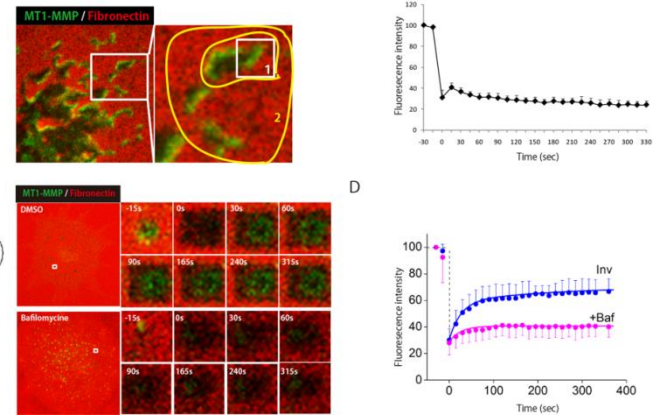 MT1-MMP / Fibronectin
1
2
Fluoresecence intensity
120
100
80
60
40
20
0
-30 0 30 60 90 120 150 180 210 240 270 300 330
Time (sec)
MT1-MMP / Fibronectin
DMSO
-15s 0s 30s 60s
90s 165s 240s 315s
Bafilomycine
-15s 0s 30s 60s
90s 165s 240s 315s
D
Fluoresecence intensity
100
80
60
40
20
0
Inv
+Baf
0 100 200 300 400
Time (sec)